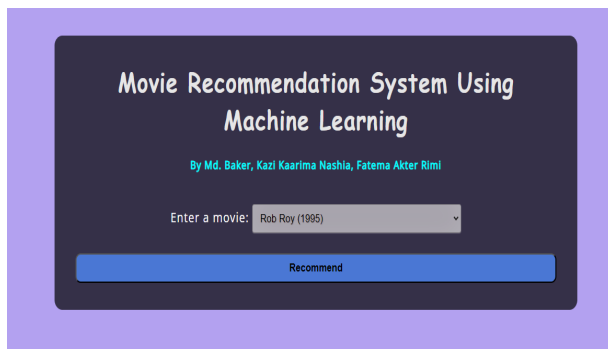 Movie Recommendation System Using
Machine Learning
By Md. Baker, Kazi Kaarima Nashia, Fatema Akter Rimi
Enter a movie: Rob Roy (1995)
Recommend